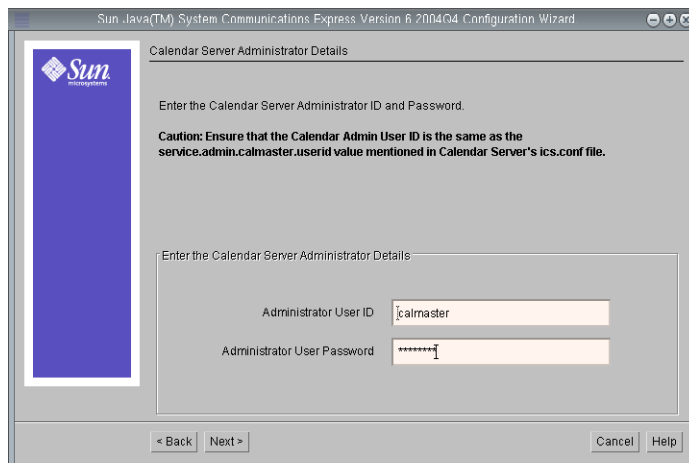 Sun Java(TM) System Communications Express Version 6 2004Q4 Configuration Wizard
Sun
microsystems
Calendar Server Administrator Details
Enter the Calendar Server Administrator ID and Password.
Caution: Ensure that the Calendar Admin User ID is the same as the
service.admin.calmaster.userid value mentioned in Calendar Server's ics.conf file.
Enter the Calendar Server Administrator Details
Administrator User ID
calmaster
Administrator User Password
********
< Back
Next >
Cancel
Help